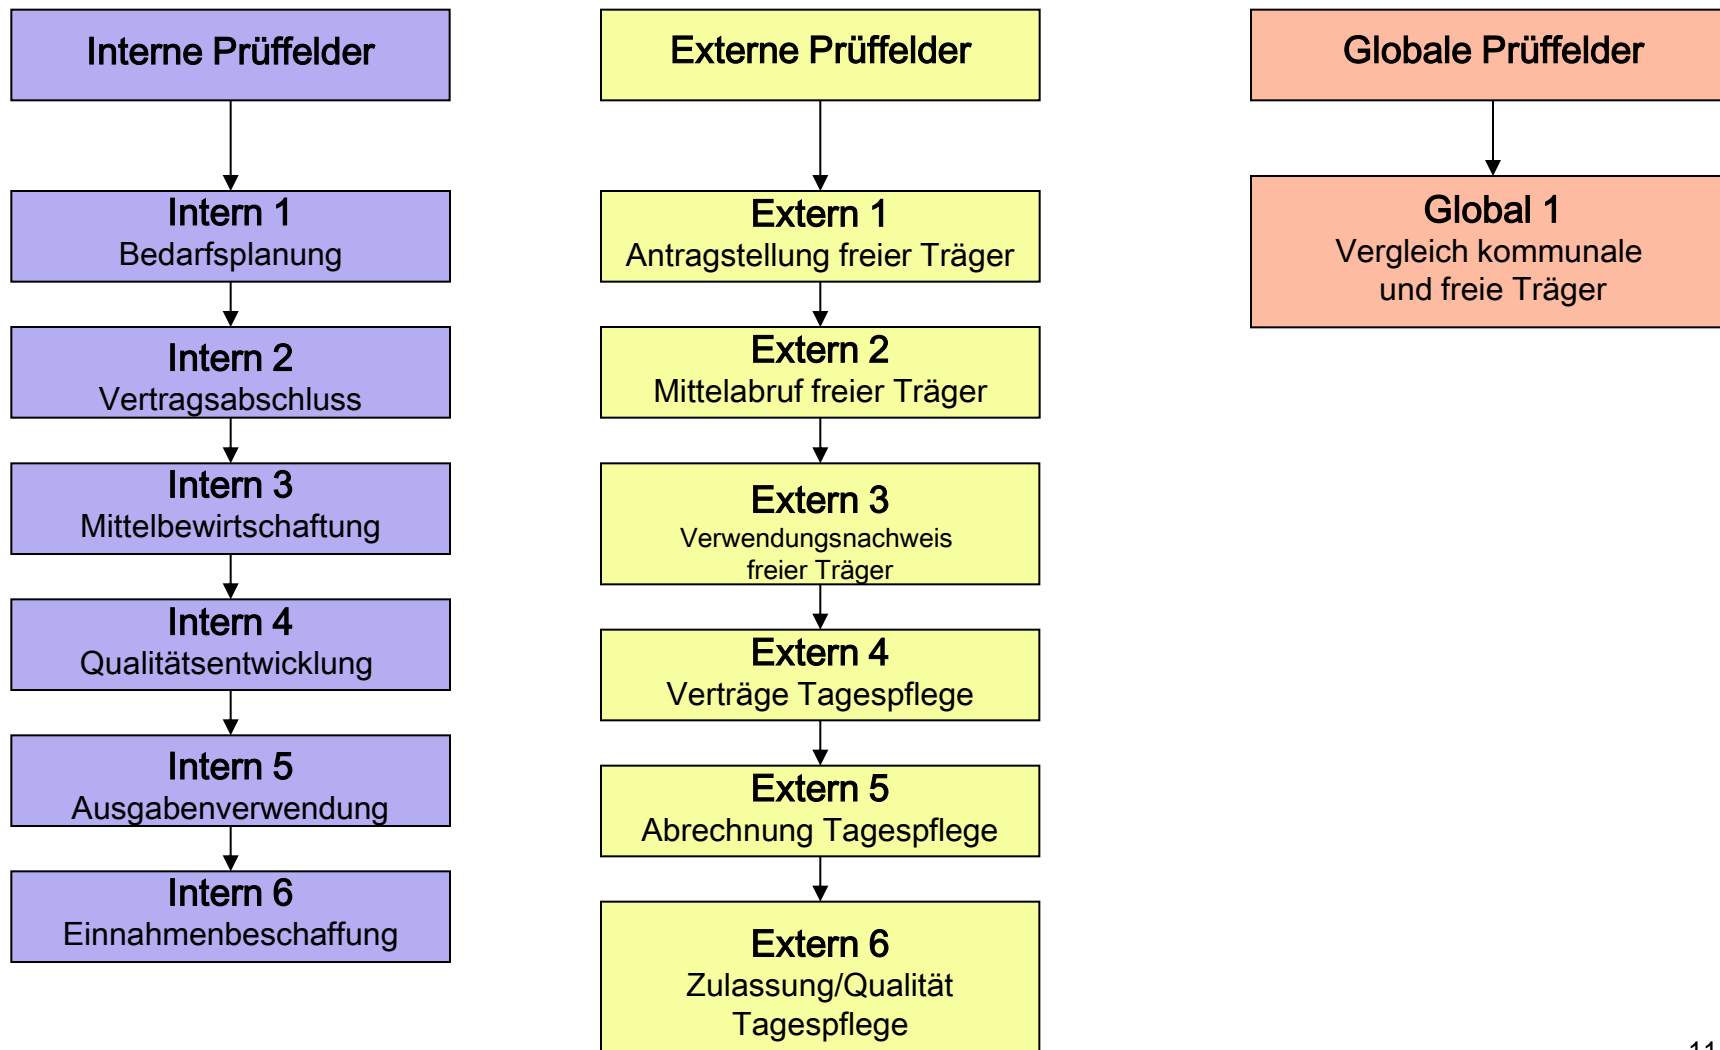 Interne Prüffelder
Intern 1
Bedarfsplanung
Intern 2
Vertragsabschluss
Intern 3
Mittelbewirtschaftung
Intern 4
Qualitätsentwicklung
Intern 5
Ausgabenverwendung
Intern 6
Einnahmenbeschaffung
Externe Prüffelder
Extern 1
Antragstellung freier Träger
Extern 2
Mittelabruf freier Träger
Extern 3
Verwendungsnachweis
freier Träger
Extern 4
Verträge Tagespflege
Extern 5
Abrechnung Tagespflege
Extern 6
Zulassung/Qualität
Tagespflege
Globale Prüffelder
Global 1
Vergleich kommunale
und freie Träger
11